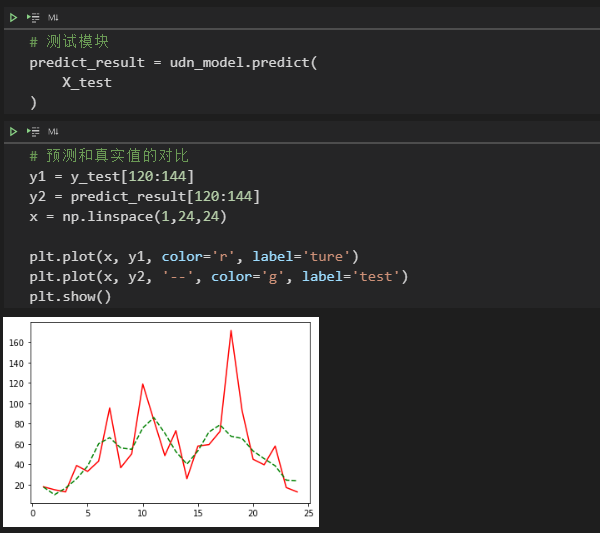 M↓
# 测试模块
predict_result = udn_model.predict(
    X_test
)
M↓
# 预测和真实值的对比
y1 = y_test[120:144]
y2 = predict_result[120:144]
x = np.linspace(1,24,24)
plt.plot(x, y1, color='r', label='ture')
plt.plot(x, y2, '--', color='g', label='test')
plt.show()
160
140
120
100
80
60
40
20
0 5 10 15 20 25